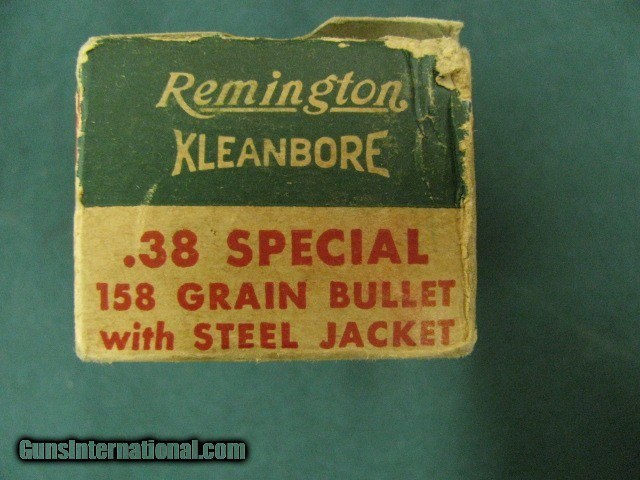 Remington
KLEANBORE
.38 SPECIAL
158 GRAIN BULLET
with STEEL JACKET
GunsInternational.com